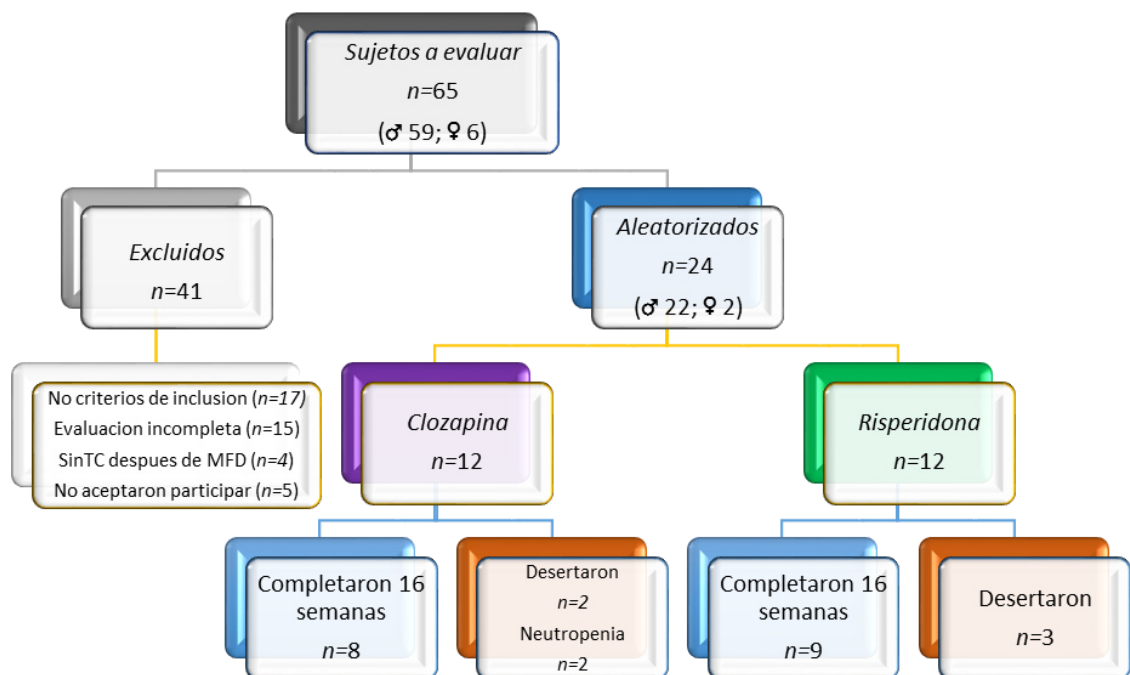 Sujetos a evaluar
n=65
(♂ 59; ♀ 6)
Excluidos
n=41
Aleatorizados
n=24
(♂ 22; ♀ 2)
No criterios de inclusion (n=17)
Evaluacion incompleta (n=15)
SinTC despues de MFD (n=4)
No aceptaron participar (n=5)
Clozapina
n=12
Risperidona
n=12
Completaron 16
semanas
n=8
Desertaron
n=2
Neutropenia
n=2
Completaron 16
semanas
n=9
Desertaron
n=3